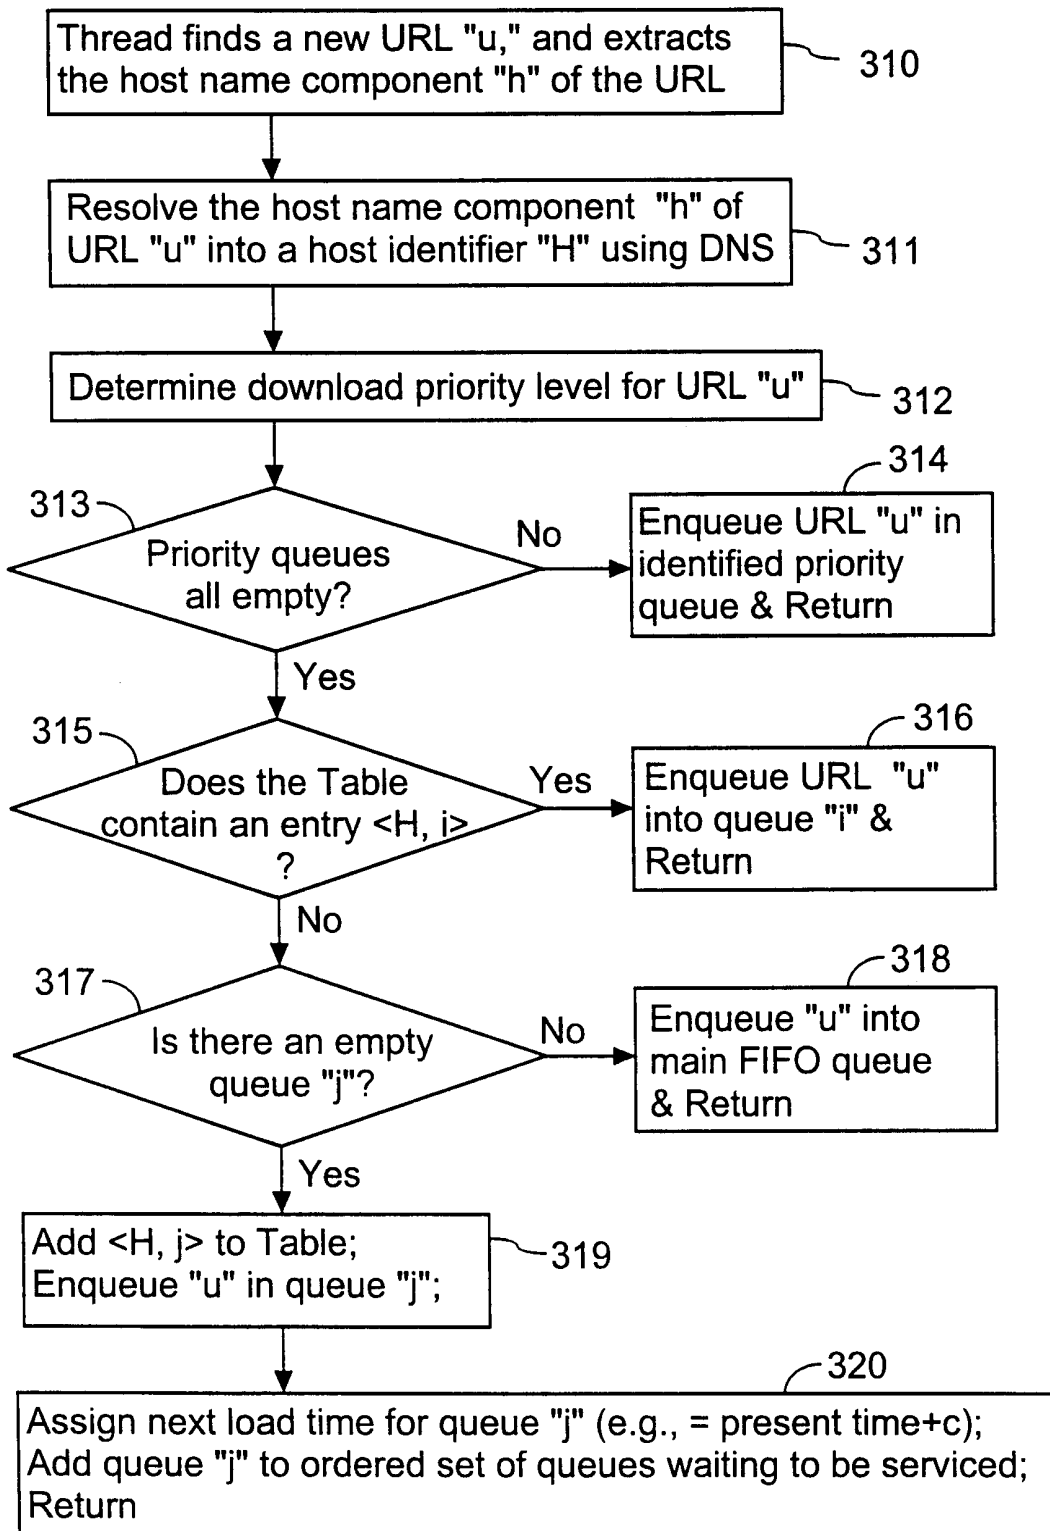 Thread finds a new URL "u," and extracts
the host name component "h" of the URL
310
Resolve the host name component "h" of
URL "u" into a host identifier "H" using DNS
311
Determine download priority level for URL "u"
312
313
Priority queues
all empty?
No
314
Enqueue URL "u" in
identified priority
queue & Return
Yes
315
Does the Table
contain an entry <H, i>
?
Yes
316
Enqueue URL "u"
into queue "i" &
Return
No
317
Is there an empty
queue "j"?
No
318
Enqueue "u" into
main FIFO queue
& Return
Yes
Add <H, j> to Table;
Enqueue "u" in queue "j";
319
320
Assign next load time for queue "j" (e.g., = present time+c);
Add queue "j" to ordered set of queues waiting to be serviced;
Return